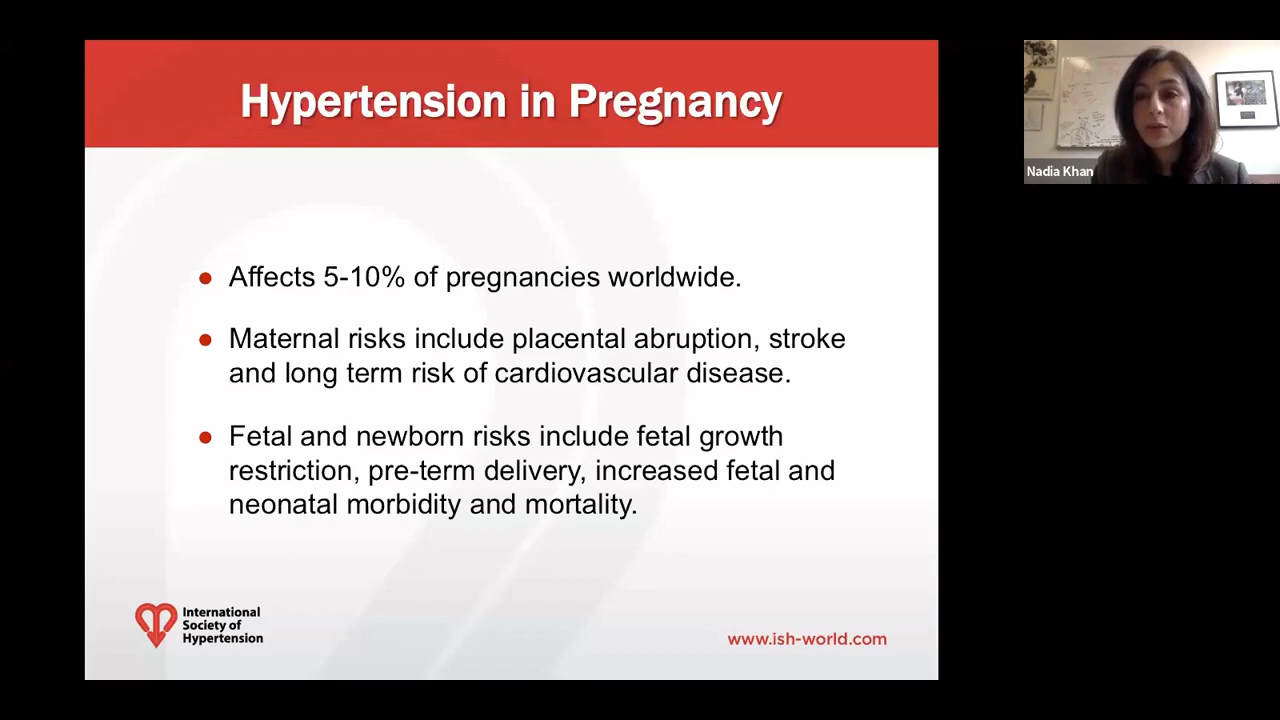 Hypertension in Pregnancy
Nadia Khan
● Affects 5-10% of pregnancies worldwide.
● Maternal risks include placental abruption, stroke
and long term risk of cardiovascular disease.
● Fetal and newborn risks include fetal growth
restriction, pre-term delivery, increased fetal and
neonatal morbidity and mortality.
International
Society of
Hypertension
www.ish-world.com